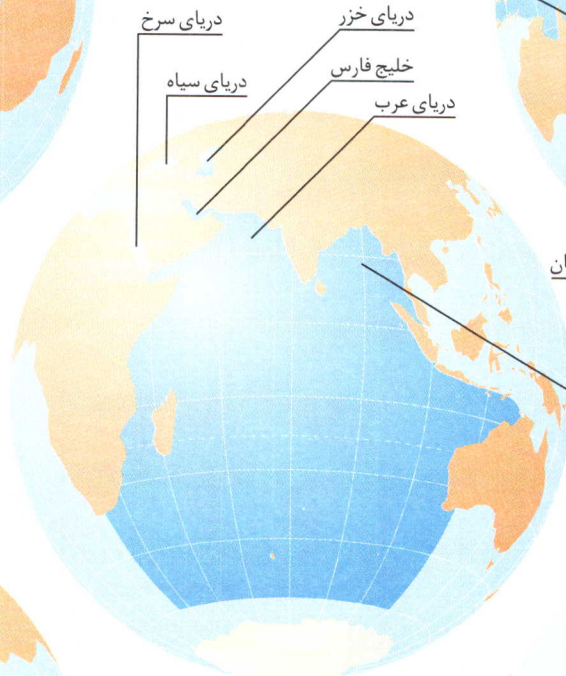 دریای خزر
دریای سرخ
خلیج فارس
دریای سیاه
دریای عرب